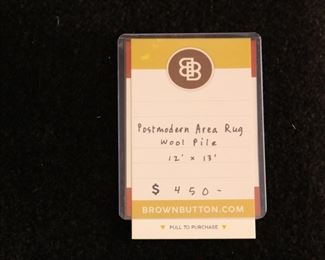 BB
Postmodern Area Rug
Wool Pile
12' x 13'
$ 450-
BROWNBUTTON.COM
▼ PULL TO PURCHASE ▼